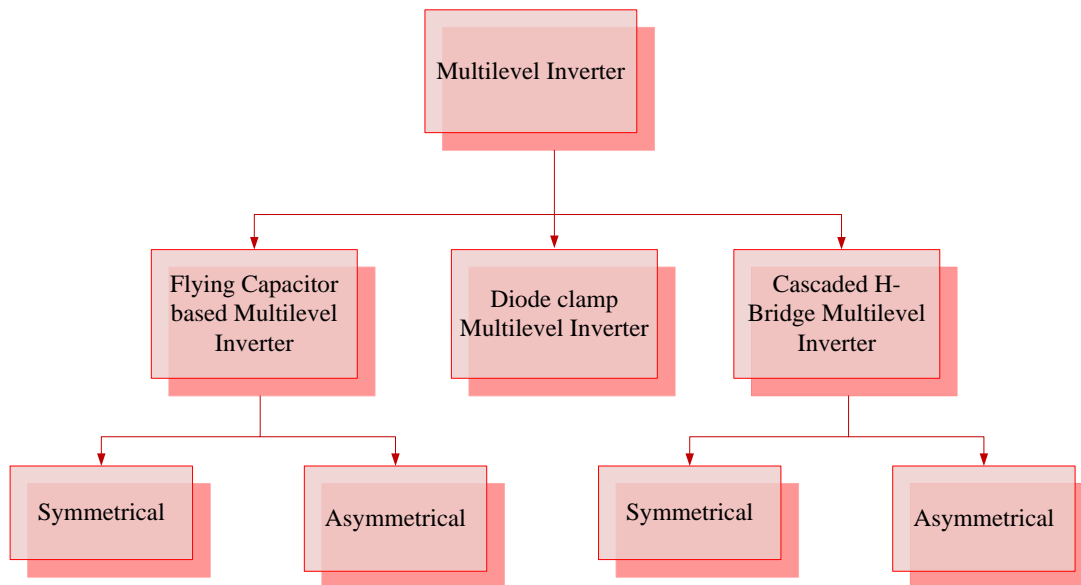 Multilevel Inverter
Flying Capacitor
based Multilevel
Inverter
Diode clamp
Multilevel Inverter
Cascaded H-
Bridge Multilevel
Inverter
Symmetrical
Asymmetrical
Symmetrical
Asymmetrical